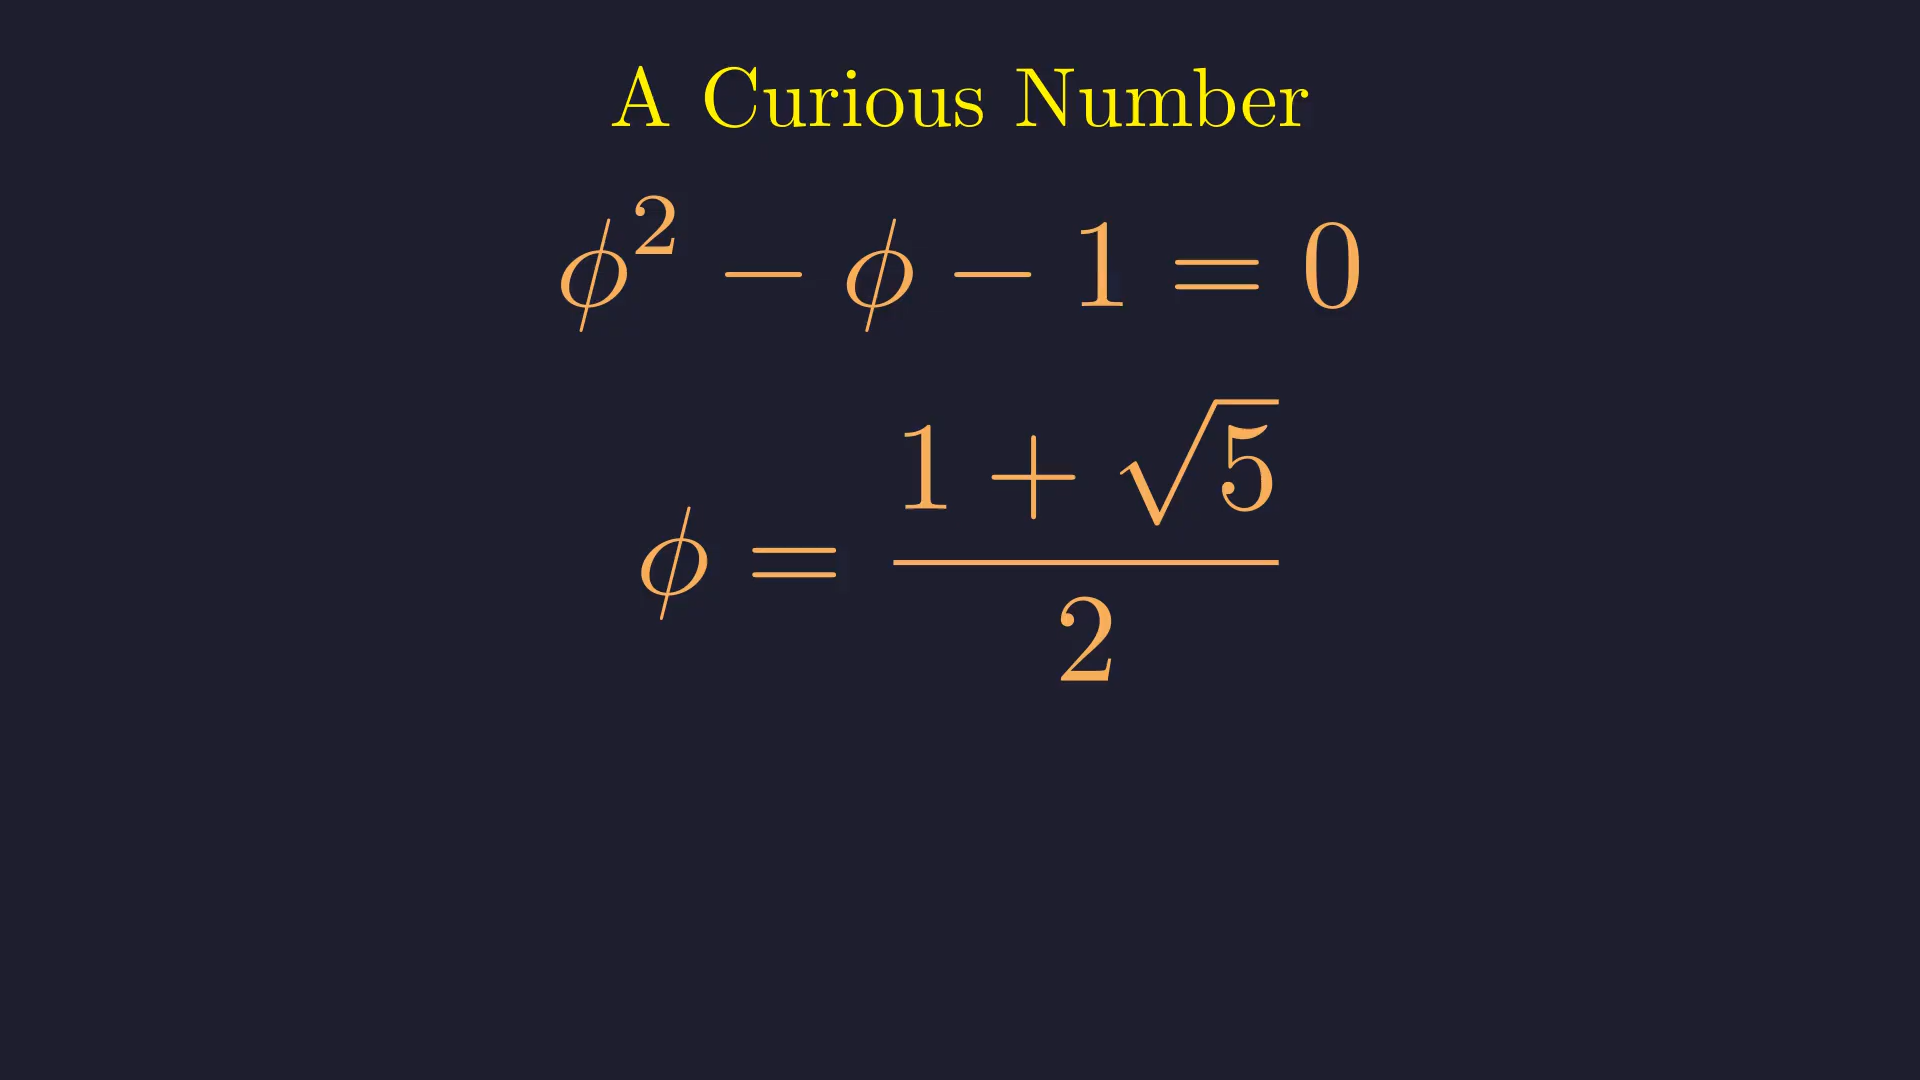 A Curious Number
ϕ² − ϕ − 1 = 0
ϕ = (1 + √5) / 2